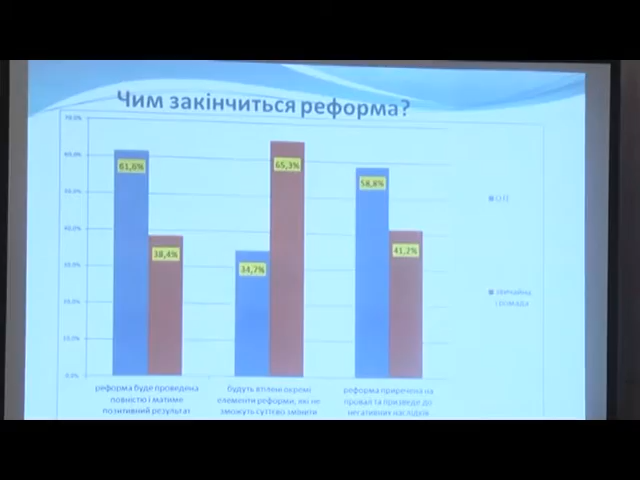 Чим закінчиться реформа?
70,0%
60,0%
50,0%
40,0%
30,0%
20,0%
10,0%
0,0%
61,6%
38,4%
34,7%
65,3%
58,8%
41,2%
ОТГ
звичайна
громада
реформа буде проведена
повністю і матиме
позитивний результат
будуть втілені окремі
елементи реформи, які не
зможуть суттєво змінити
реформа приречена на
провал та призведе до
негативних наслідків